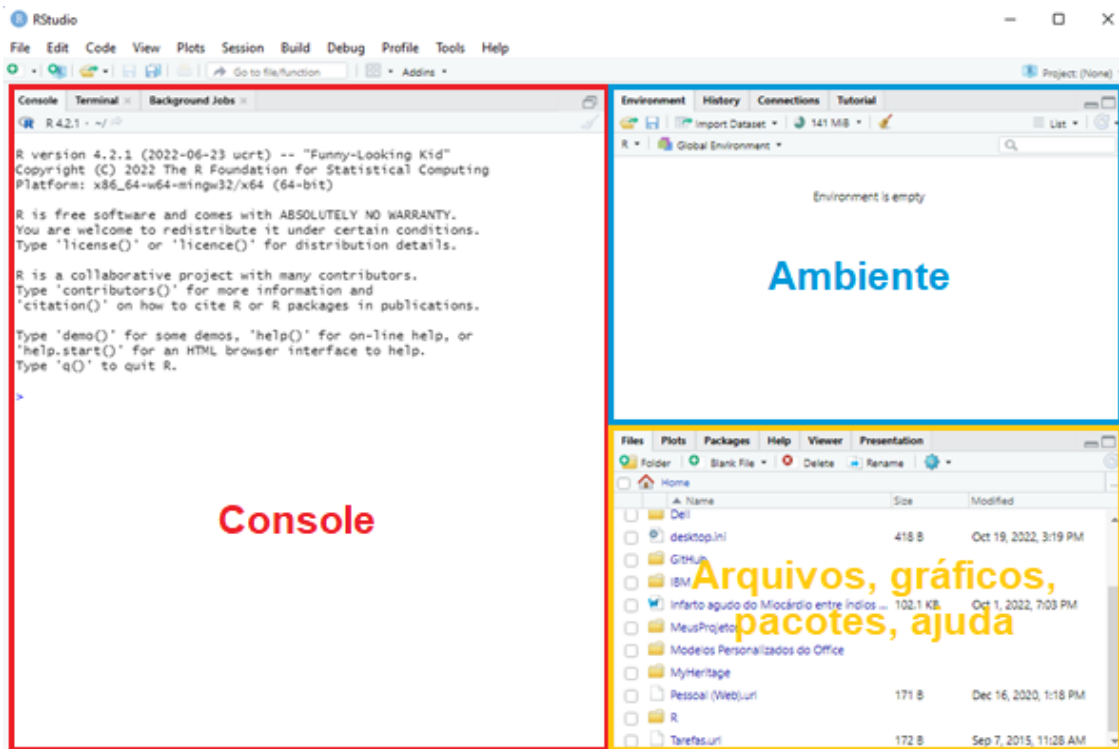 RStudio
File Edit Code View Plots Session Build Debug Profile Tools Help
Go to file/function Addins Project: (None)
Console Terminal Background Jobs
R 4.2.1 · ~/
R version 4.2.1 (2022-06-23 ucrt) -- "Funny-Looking Kid"
Copyright (C) 2022 The R Foundation for Statistical Computing
Platform: x86_64-w64-mingw32/x64 (64-bit)
R is free software and comes with ABSOLUTELY NO WARRANTY.
You are welcome to redistribute it under certain conditions.
Type 'license()' or 'licence()' for distribution details.
R is a collaborative project with many contributors.
Type 'contributors()' for more information and
'citation()' on how to cite R or R packages in publications.
Type 'demo()' for some demos, 'help()' for on-line help, or
'help.start()' for an HTML browser interface to help.
Type 'q()' to quit R.
>
Console
Environment History Connections Tutorial
Import Dataset 141 MiB List
R Global Environment
Environment is empty
Ambiente
Files Plots Packages Help Viewer Presentation
Folder Blank File Delete Rename
Home
Name Size Modified
Dell
desktop.ini 418 B Oct 19, 2022, 3:19 PM
GitHub
IBM
Arquivos, gráficos,
Infarto agudo do Miocárdio entre índios ... 102.1 KB Oct 1, 2022, 7:03 PM
pacotes, ajuda
MeusProjetos
Modelos Personalizados do Office
MyHeritage
Pessoal (Web).url 171 B Dec 16, 2020, 1:18 PM
R
Tarefas.url 172 B Sep 7, 2015, 11:28 AM